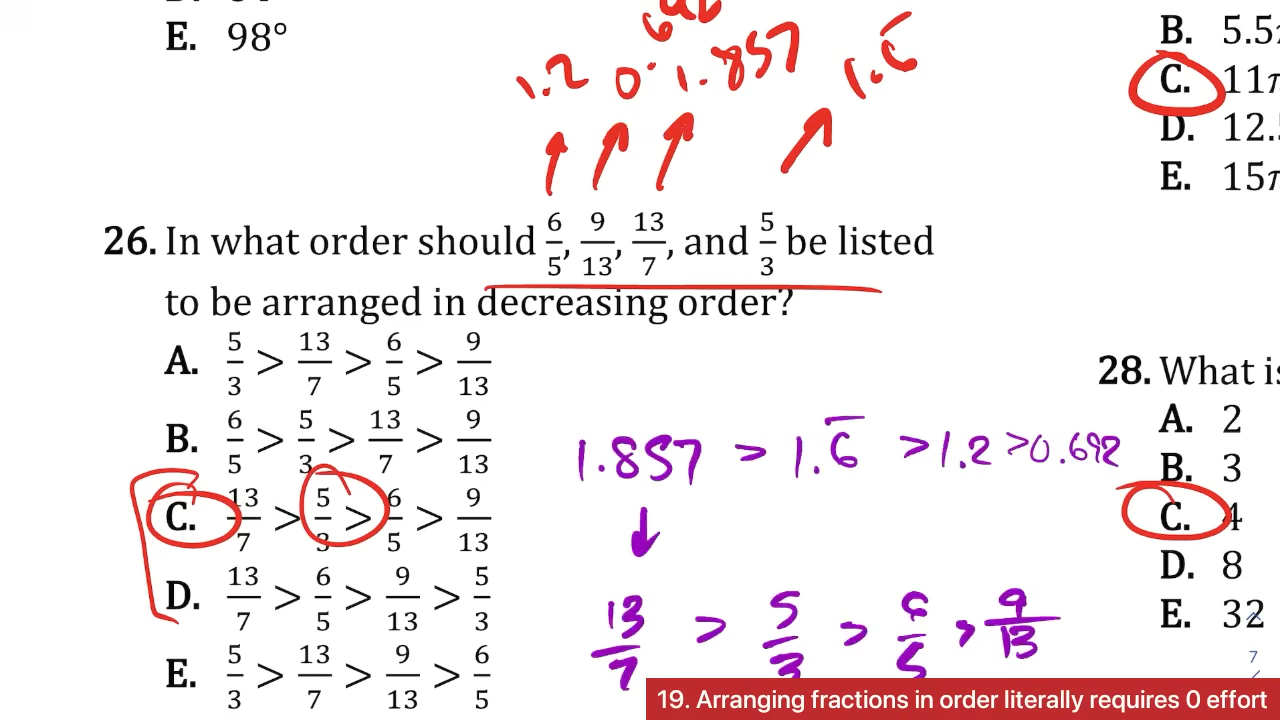 E. 98°
1.2 0.692 1.857 1.6̅
26. In what order should 6/5, 9/13, 13/7, and 5/3 be listed
to be arranged in decreasing order?
A. 5/3 > 13/7 > 6/5 > 9/13
B. 6/5 > 5/3 > 13/7 > 9/13
C. 13/7 > 5/3 > 6/5 > 9/13
D. 13/7 > 6/5 > 9/13 > 5/3
E. 5/3 > 13/7 > 9/13 > 6/5
1.857 > 1.6̅ > 1.2 > 0.692
13/7 > 5/3 > 6/5 > 9/13
B. 5.5
C. 11π
D. 12.
E. 15π
28. What is
A. 2
B. 3
C. 4
D. 8
E. 32
7
19. Arranging fractions in order literally requires 0 effort